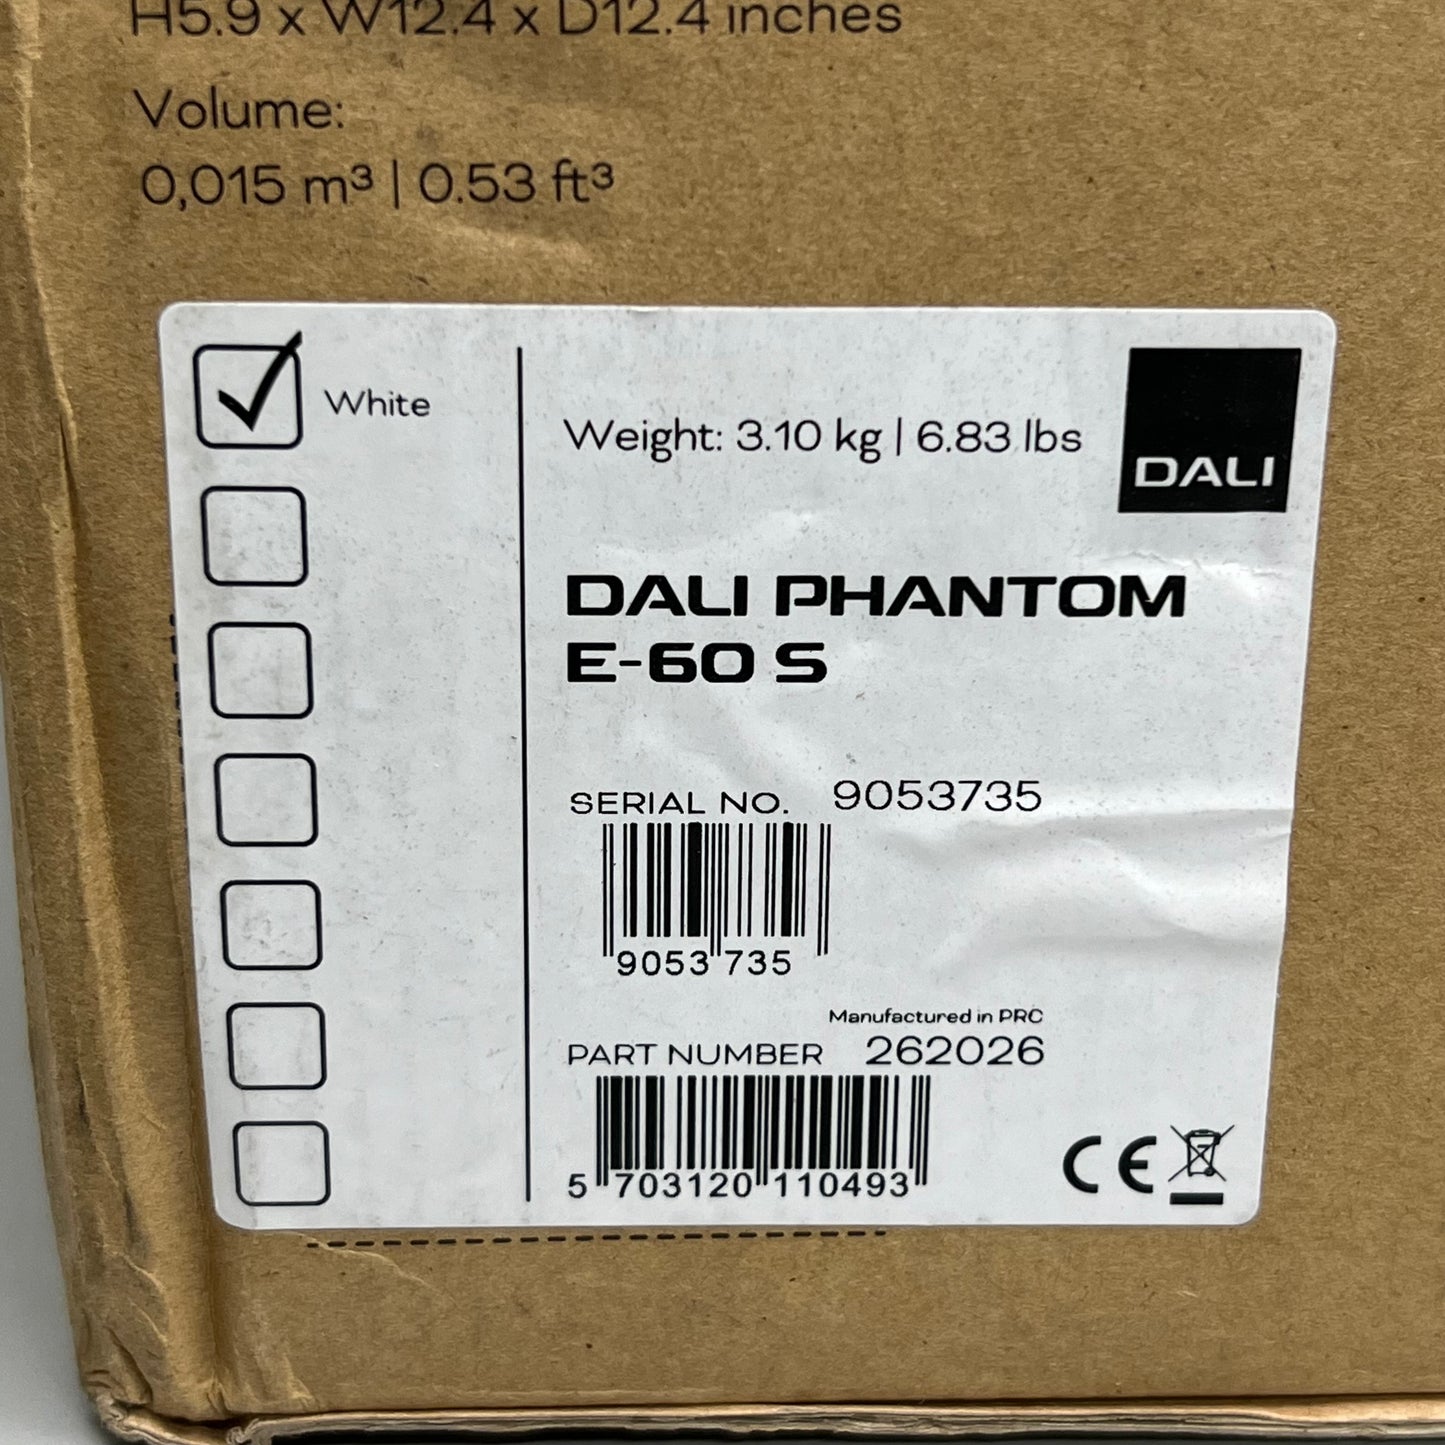 H5.9 x W12.4 x D12.4 inches
Volume:
0,015 m³ | 0.53 ft³
White
Weight: 3.10 kg | 6.83 lbs
DALI
DALI PHANTOM
E-60 S
SERIAL NO. 9053735
9053 735
Manufactured in PRC
PART NUMBER 262026
5 703120 110493
CE